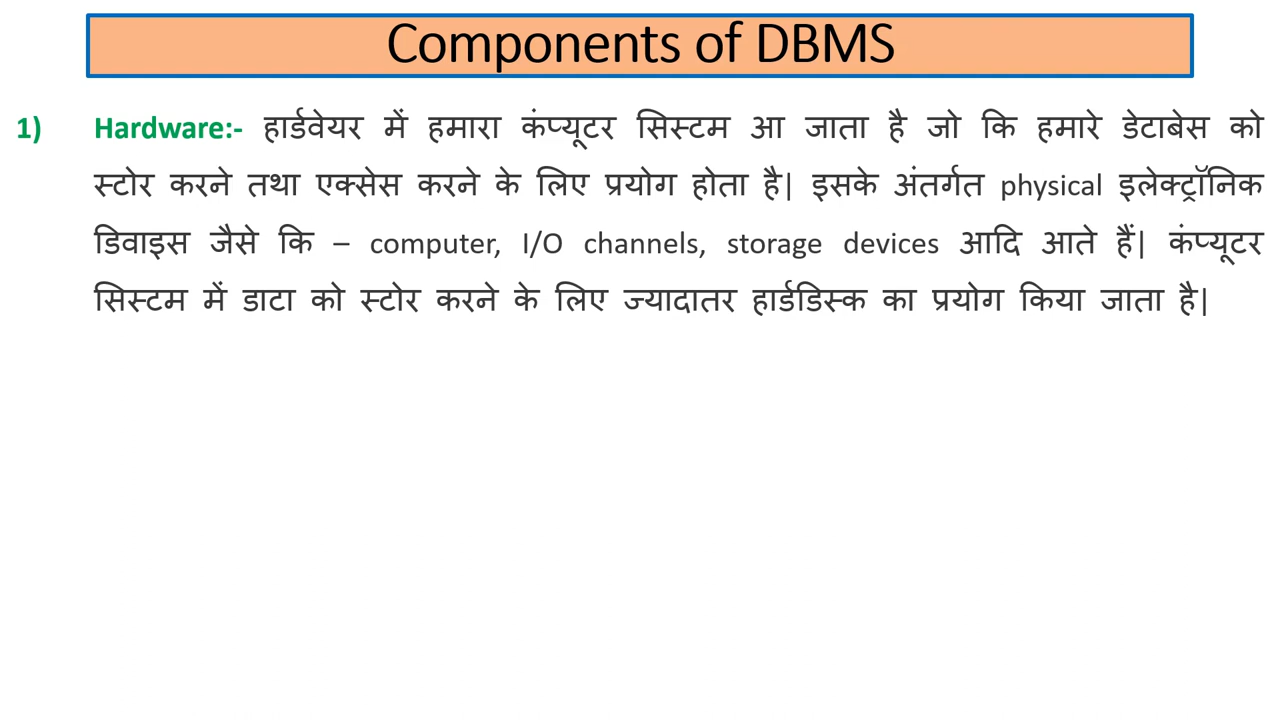 Components of DBMS
1) Hardware:- हार्डवेयर में हमारा कंप्यूटर सिस्टम आ जाता है जो कि हमारे डेटाबेस को
स्टोर करने तथा एक्सेस करने के लिए प्रयोग होता है| इसके अंतर्गत physical इलेक्ट्रॉनिक
डिवाइस जैसे कि – computer, I/O channels, storage devices आदि आते हैं| कंप्यूटर
सिस्टम में डाटा को स्टोर करने के लिए ज्यादातर हार्डडिस्क का प्रयोग किया जाता है|